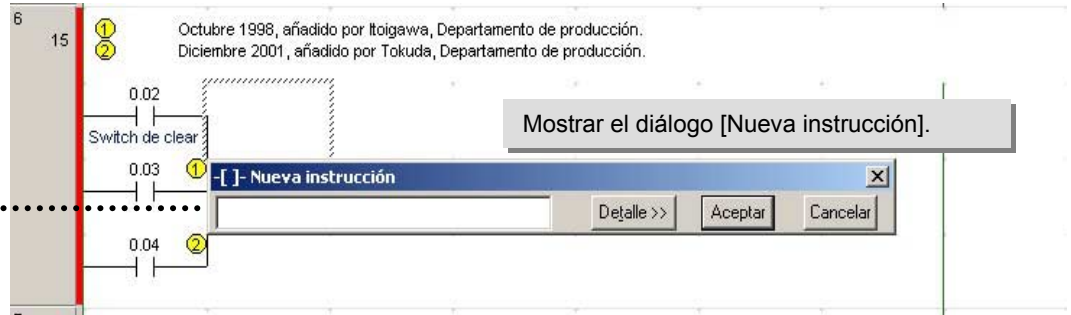 6
15
① Octubre 1998, añadido por Itoigawa, Departamento de producción.
② Diciembre 2001, añadido por Tokuda, Departamento de producción.
0.02
Switch de clear
Mostrar el diálogo [Nueva instrucción].
0.03 ①
-[ ]- Nueva instrucción
Detalle >> Aceptar Cancelar
0.04 ②